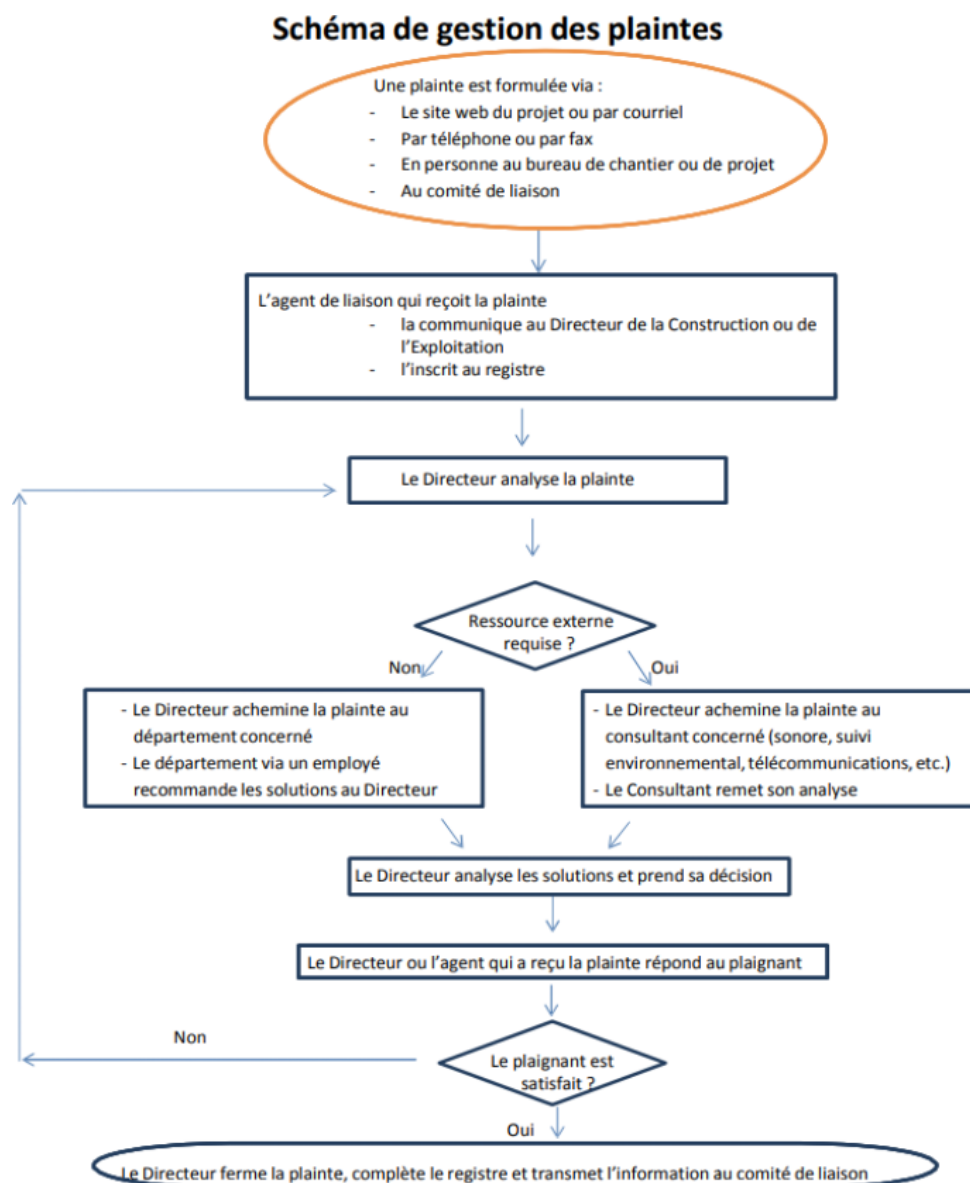 Schéma de gestion des plaintes
Une plainte est formulée via :
- Le site web du projet ou par courriel
- Par téléphone ou par fax
- En personne au bureau de chantier ou de projet
- Au comité de liaison
L'agent de liaison qui reçoit la plainte
- la communique au Directeur de la Construction ou de
l'Exploitation
- l'inscrit au registre
Le Directeur analyse la plainte
Ressource externe
requise ?
Non
Oui
- Le Directeur achemine la plainte au
département concerné
- Le département via un employé
recommande les solutions au Directeur
- Le Directeur achemine la plainte au
consultant concerné (sonore, suivi
environnemental, télécommunications, etc.)
- Le Consultant remet son analyse
Le Directeur analyse les solutions et prend sa décision
Le Directeur ou l'agent qui a reçu la plainte répond au plaignant
Non
Le plaignant est
satisfait ?
Oui
Le Directeur ferme la plainte, complète le registre et transmet l'information au comité de liaison